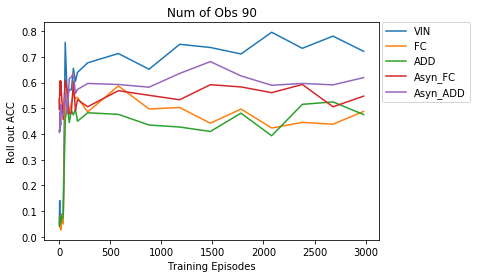 Num of Obs 90
Roll out ACC
0.8
0.7
0.6
0.5
0.4
0.3
0.2
0.1
0.0
0
500
1000
1500
2000
2500
3000
Training Episodes
VIN
FC
ADD
Asyn_FC
Asyn_ADD